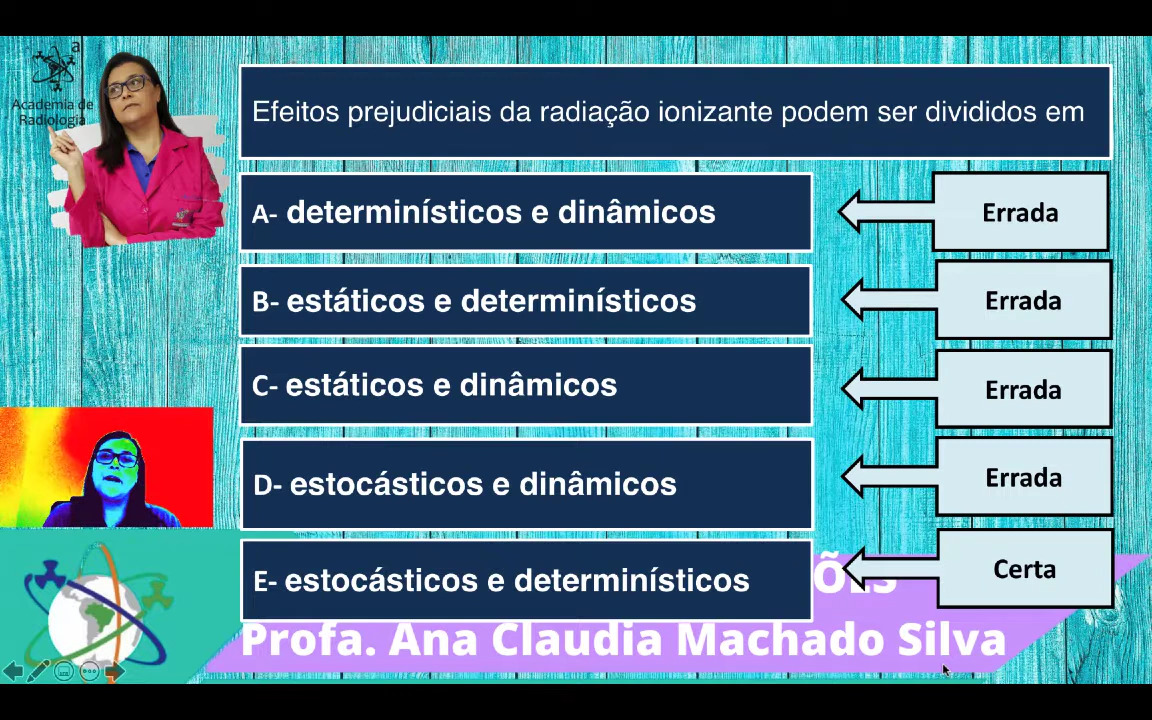 a
Academia de
Radiologia
Efeitos prejudiciais da radiação ionizante podem ser divididos em
A- determinísticos e dinâmicos
Errada
B- estáticos e determinísticos
Errada
C- estáticos e dinâmicos
Errada
D- estocásticos e dinâmicos
Errada
E- estocásticos e determinísticos
Certa
Profa. Ana Claudia Machado Silva